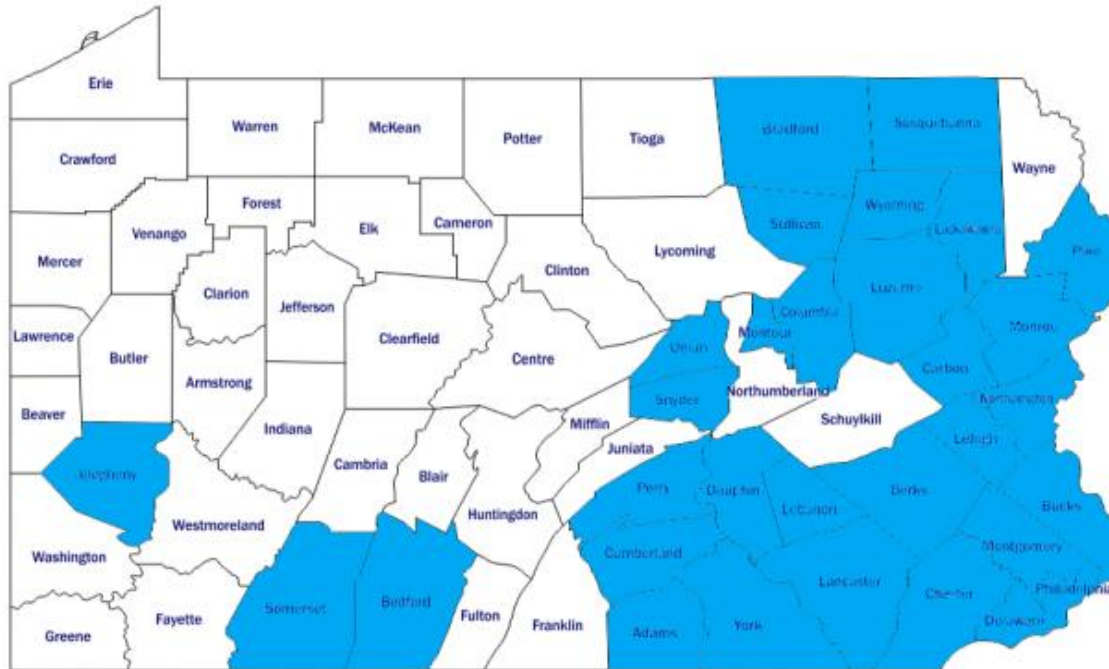 Erie
Warren
McKean
Potter
Tioga
Bradford
Susquehanna
Crawford
Wayne
Forest
Wyoming
Lackawanna
Venango
Elk
Cameron
Sullivan
Lycoming
Pike
Mercer
Clinton
Clarion
Jefferson
Luzerne
Columbia
Monroe
Lawrence
Butler
Clearfield
Centre
Union
Montour
Carbon
Armstrong
Northumberland
Northampton
Beaver
Snyder
Schuylkill
Indiana
Mifflin
Lehigh
Juniata
Cambria
Blair
Allegheny
Perry
Dauphin
Berks
Huntingdon
Lebanon
Bucks
Westmoreland
Washington
Cumberland
Montgomery
Lancaster
Philadelphia
Somerset
Bedford
Chester
Fulton
Fayette
Delaware
Greene
Franklin
Adams
York